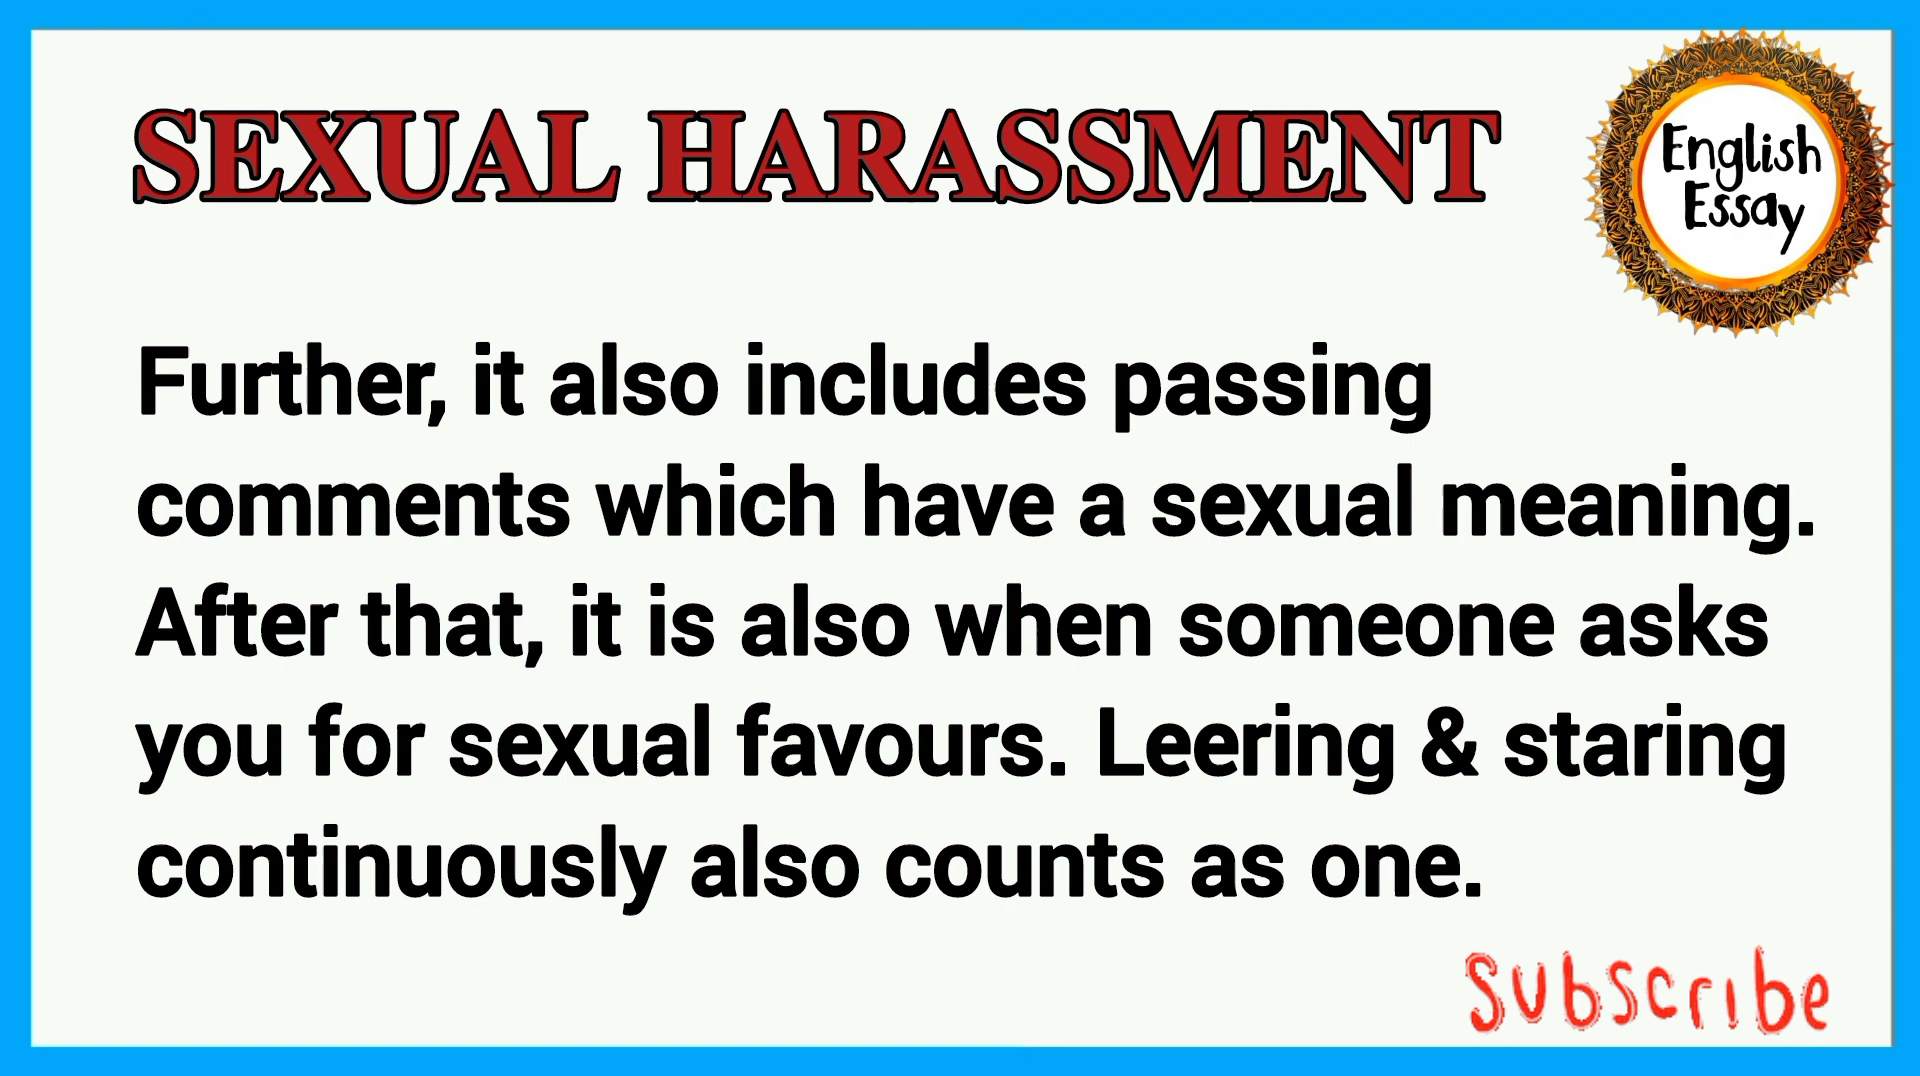 SEXUAL HARASSMENT
English
Essay
Further, it also includes passing
comments which have a sexual meaning.
After that, it is also when someone asks
you for sexual favours. Leering & staring
continuously also counts as one.
Subscribe